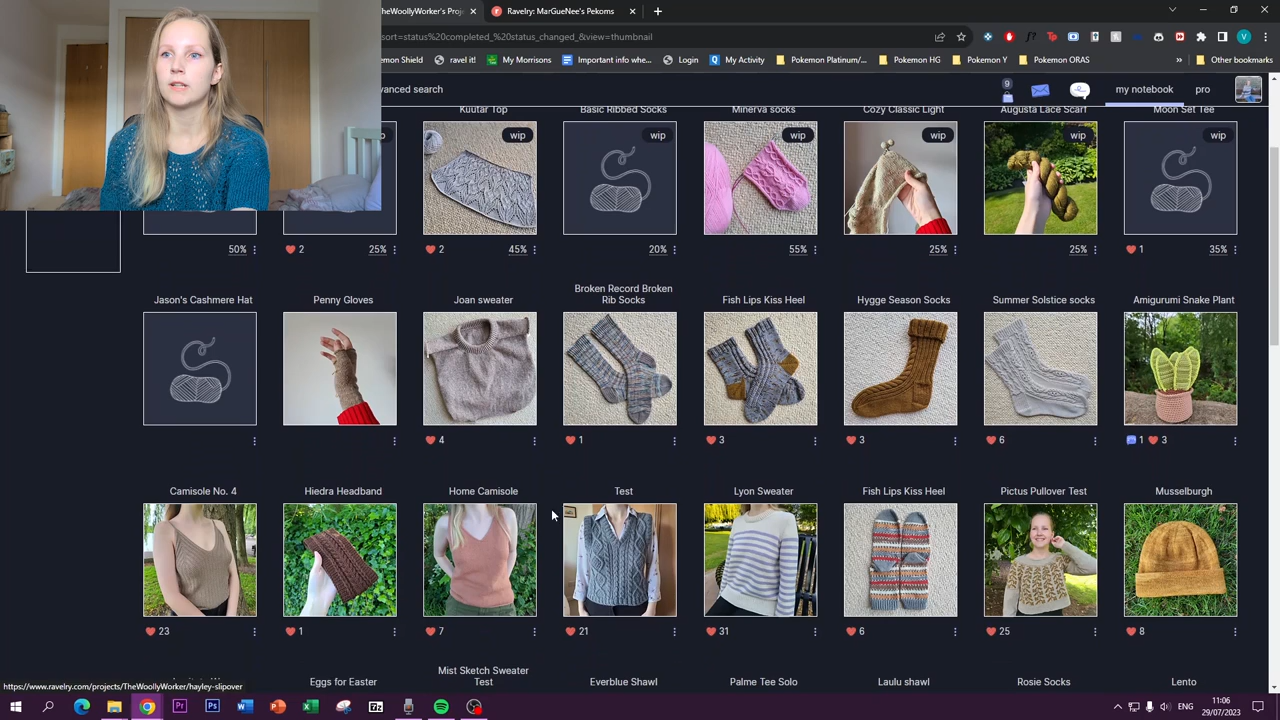 TheWoollyWorker's Proje
Ravelry: MarGueNee's Pekoms
sort=status%20completed_%20status_changed_&view=thumbnail
Pokemon Shield
ravel it!
My Morrisons
Important info whe...
Login
My Activity
Pokemon Platinum/...
Pokemon HG
Pokemon Y
Pokemon ORAS
Other bookmarks
advanced search
9
my notebook
pro
Kuutar Top
Basic Ribbed Socks
Minerva socks
Cozy Classic Light
Augusta Lace Scarf
Moon Set Tee
wip
wip
wip
wip
wip
wip
50%
2
25%
2
45%
20%
55%
25%
25%
1
35%
Jason's Cashmere Hat
Penny Gloves
Joan sweater
Broken Record Broken
Rib Socks
Fish Lips Kiss Heel
Hygge Season Socks
Summer Solstice socks
Amigurumi Snake Plant
4
1
3
3
6
1
3
Camisole No. 4
Hiedra Headband
Home Camisole
Test
Lyon Sweater
Fish Lips Kiss Heel
Pictus Pullover Test
Musselburgh
23
1
7
21
31
6
25
8
Eggs for Easter
Mist Sketch Sweater
Test
Everblue Shawl
Palme Tee Solo
Laulu shawl
Rosie Socks
Lento
https://www.ravelry.com/projects/TheWoollyWorker/hayley-slipover
ENG
11:06
29/07/2023